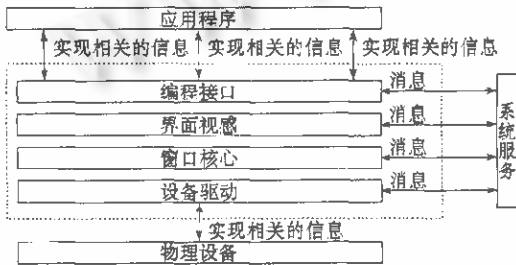 应用程序
实现相关的信息 实现相关的信息 实现相关的信息
编程接口 消息
界面视感 消息
窗口核心 消息
设备驱动 消息
系统服务
实现相关的信息
物理设备